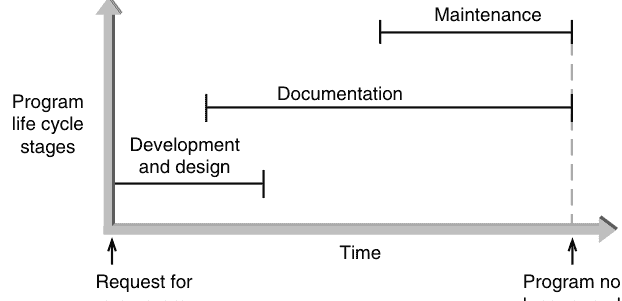 Maintenance
Documentation
Program
life cycle
stages
Development
and design
Time
Request for
Program no